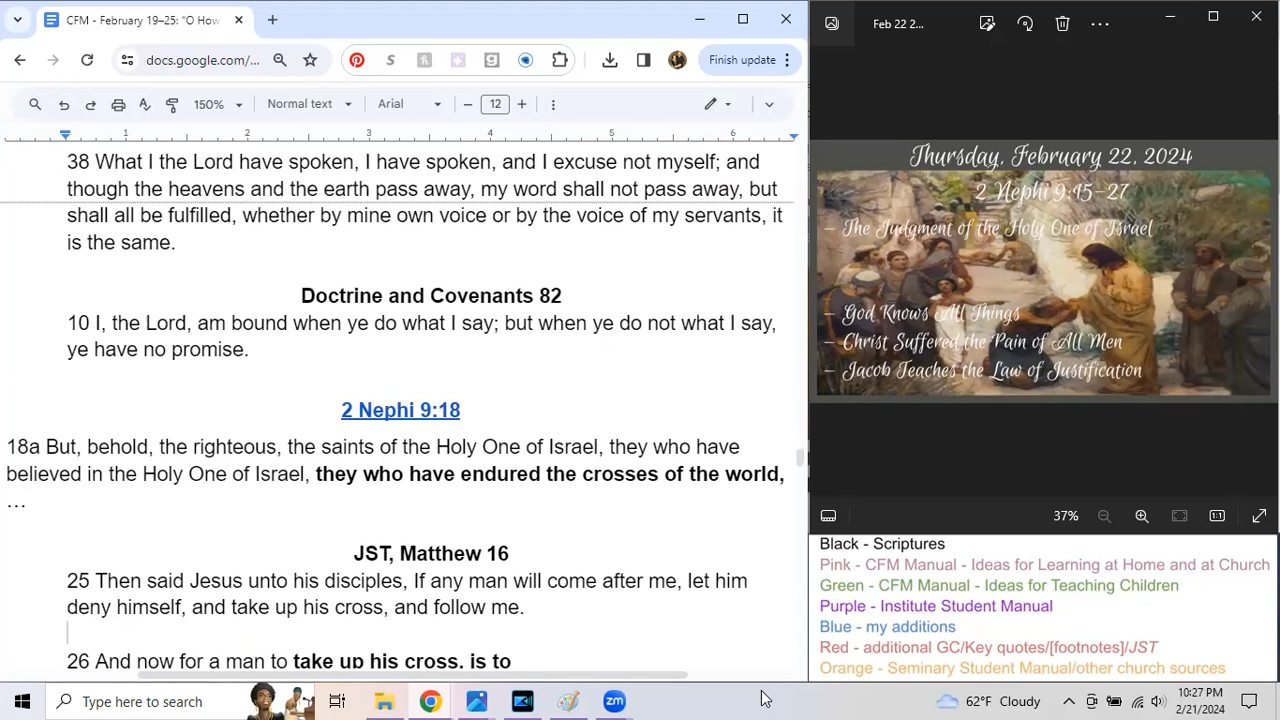 CFM - February 19–25: “O How
docs.google.com/...
Finish update
150%
Normal text
Arial
12
1
2
3
4
5
6
38 What I the Lord have spoken, I have spoken, and I excuse not myself; and
though the heavens and the earth pass away, my word shall not pass away, but
shall all be fulfilled, whether by mine own voice or by the voice of my servants, it
is the same.
Doctrine and Covenants 82
10 I, the Lord, am bound when ye do what I say; but when ye do not what I say,
ye have no promise.
2 Nephi 9:18
18a But, behold, the righteous, the saints of the Holy One of Israel, they who have
believed in the Holy One of Israel, they who have endured the crosses of the world,
…
JST, Matthew 16
25 Then said Jesus unto his disciples, If any man will come after me, let him
deny himself, and take up his cross, and follow me.
26 And now for a man to take up his cross, is to
Feb 22 2...
Thursday, February 22, 2024
2 Nephi 9:15–27
– The Judgment of the Holy One of Israel
– God Knows All Things
– Christ Suffered the Pain of All Men
– Jacob Teaches the Law of Justification
37%
1:1
Black - Scriptures
Pink - CFM Manual - Ideas for Learning at Home and at Church
Green - CFM Manual - Ideas for Teaching Children
Purple - Institute Student Manual
Blue - my additions
Red - additional GC/Key quotes/[footnotes]/JST
Orange - Seminary Student Manual/other church sources
Type here to search
zm
62°F Cloudy
10:27 PM
2/21/2024